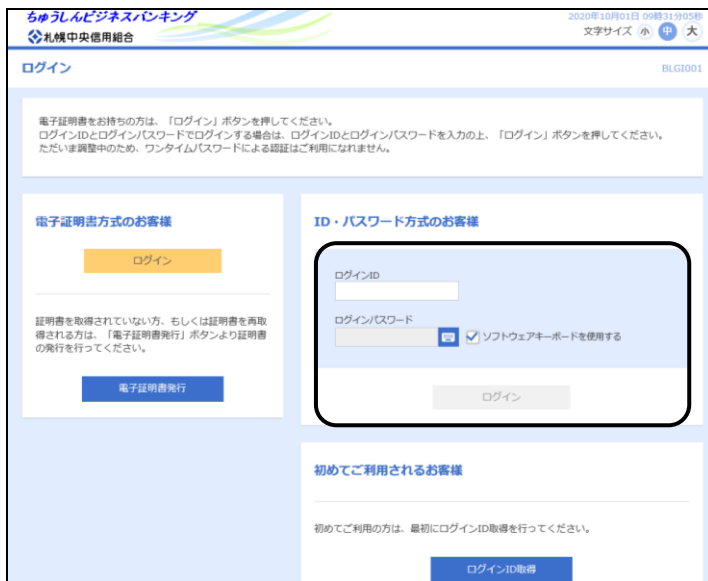 ちゅうしんビジネスバンキング
札幌中央信用組合
2020年10月01日 09時31分05秒
文字サイズ 小 中 大
ログイン
BLGI001
電子証明書をお持ちの方は、「ログイン」ボタンを押してください。
ログインIDとログインパスワードでログインする場合は、ログインIDとログインパスワードを入力の上、「ログイン」ボタンを押してください。
ただいま調整中のため、ワンタイムパスワードによる認証はご利用になれません。
電子証明書方式のお客様
ログイン
証明書を取得されていない方、もしくは証明書を再取
得される方は、「電子証明書発行」ボタンより証明書
の発行を行ってください。
電子証明書発行
ID・パスワード方式のお客様
ログインID
ログインパスワード
ソフトウェアキーボードを使用する
ログイン
初めてご利用されるお客様
初めてご利用の方は、最初にログインID取得を行ってください。
ログインID取得